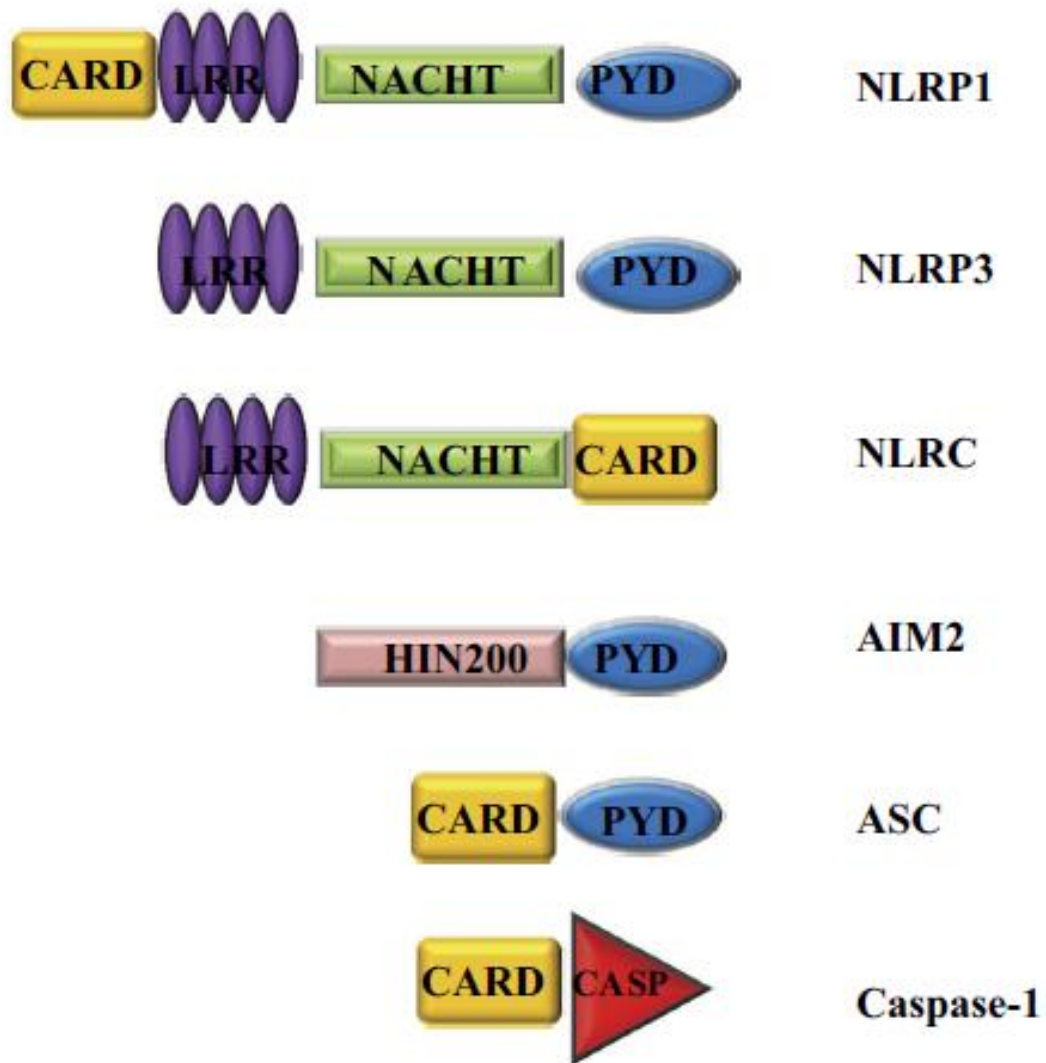 CARD LRR NACHT PYD NLRP1
LRR NACHT PYD NLRP3
LRR NACHT CARD NLRC
HIN200 PYD AIM2
CARD PYD ASC
CARD CASP Caspase-1